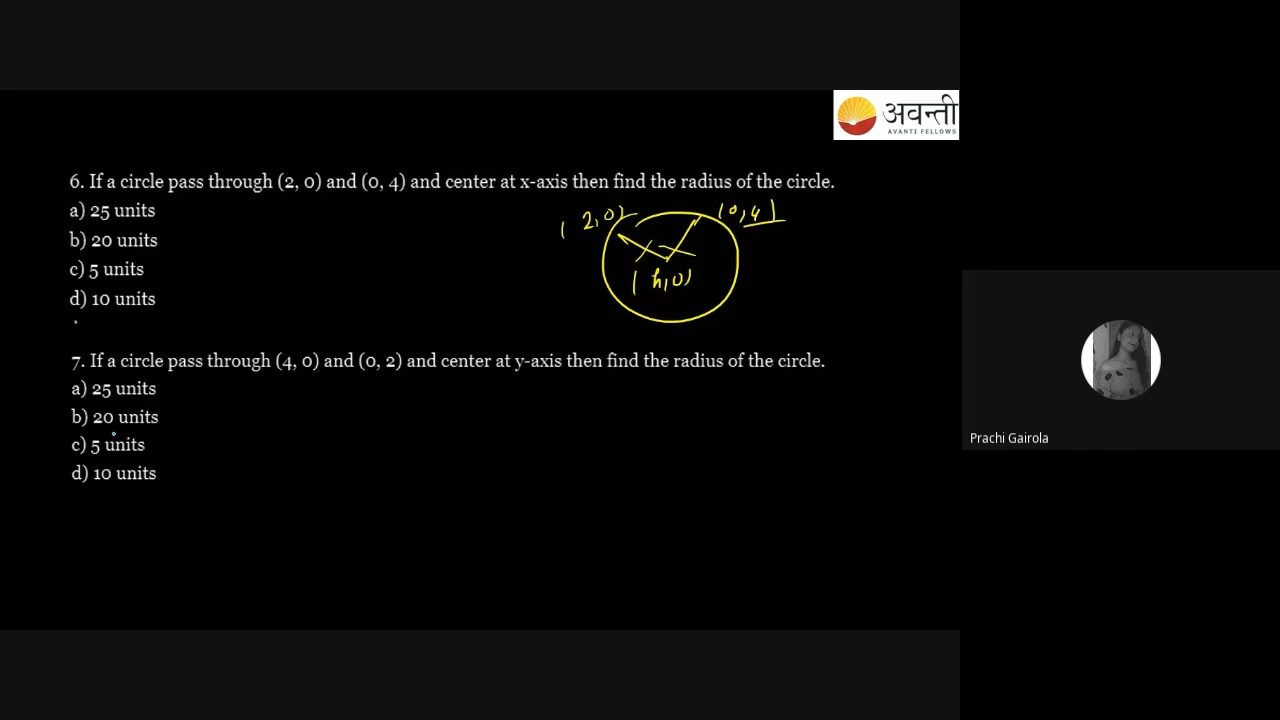 अवन्ती
AVANTI FELLOWS
6. If a circle pass through (2, 0) and (0, 4) and center at x-axis then find the radius of the circle.
a) 25 units
b) 20 units
c) 5 units
d) 10 units
(2,0)
(0,4)
(h,0)
7. If a circle pass through (4, 0) and (0, 2) and center at y-axis then find the radius of the circle.
a) 25 units
b) 20 units
c) 5 units
d) 10 units
Prachi Gairola